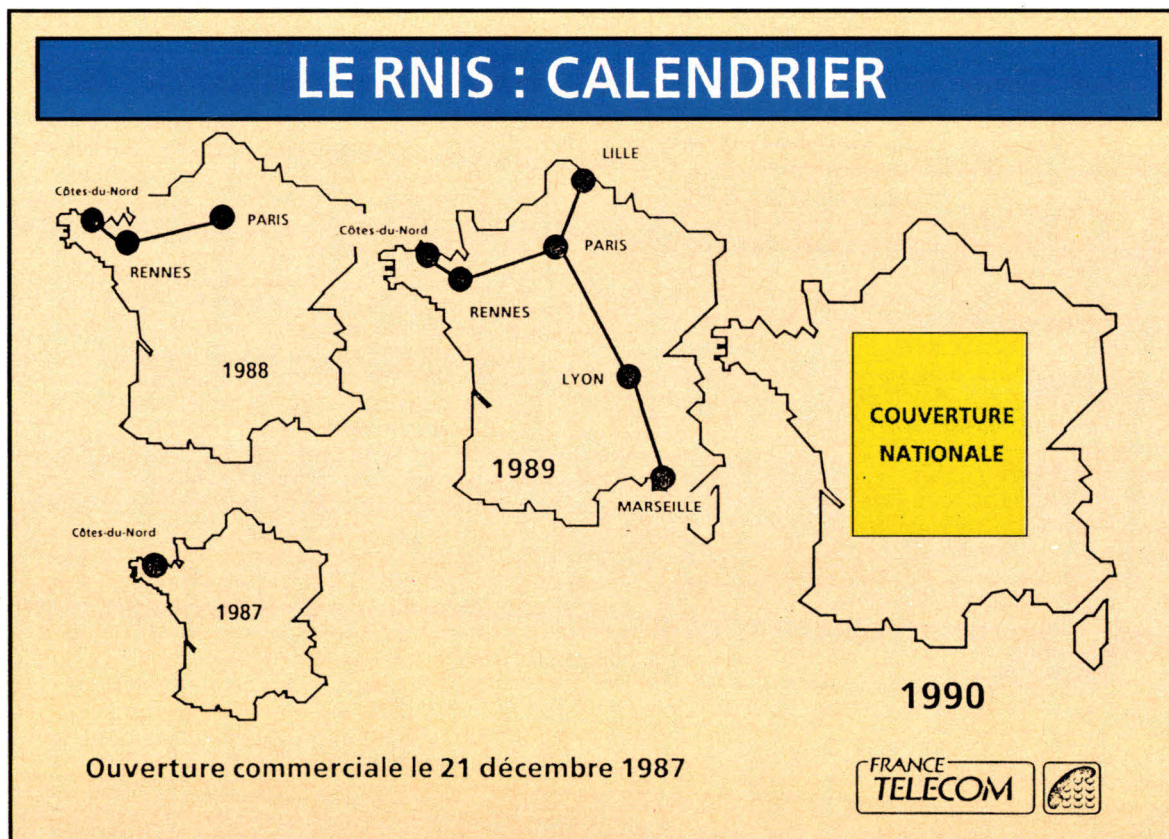 LE RNIS : CALENDRIER
Côtes-du-Nord
PARIS
RENNES
1988
LILLE
Côtes-du-Nord
PARIS
RENNES
LYON
1989
MARSEILLE
COUVERTURE
NATIONALE
1990
Côtes-du-Nord
1987
Ouverture commerciale le 21 décembre 1987
FRANCE
TELECOM